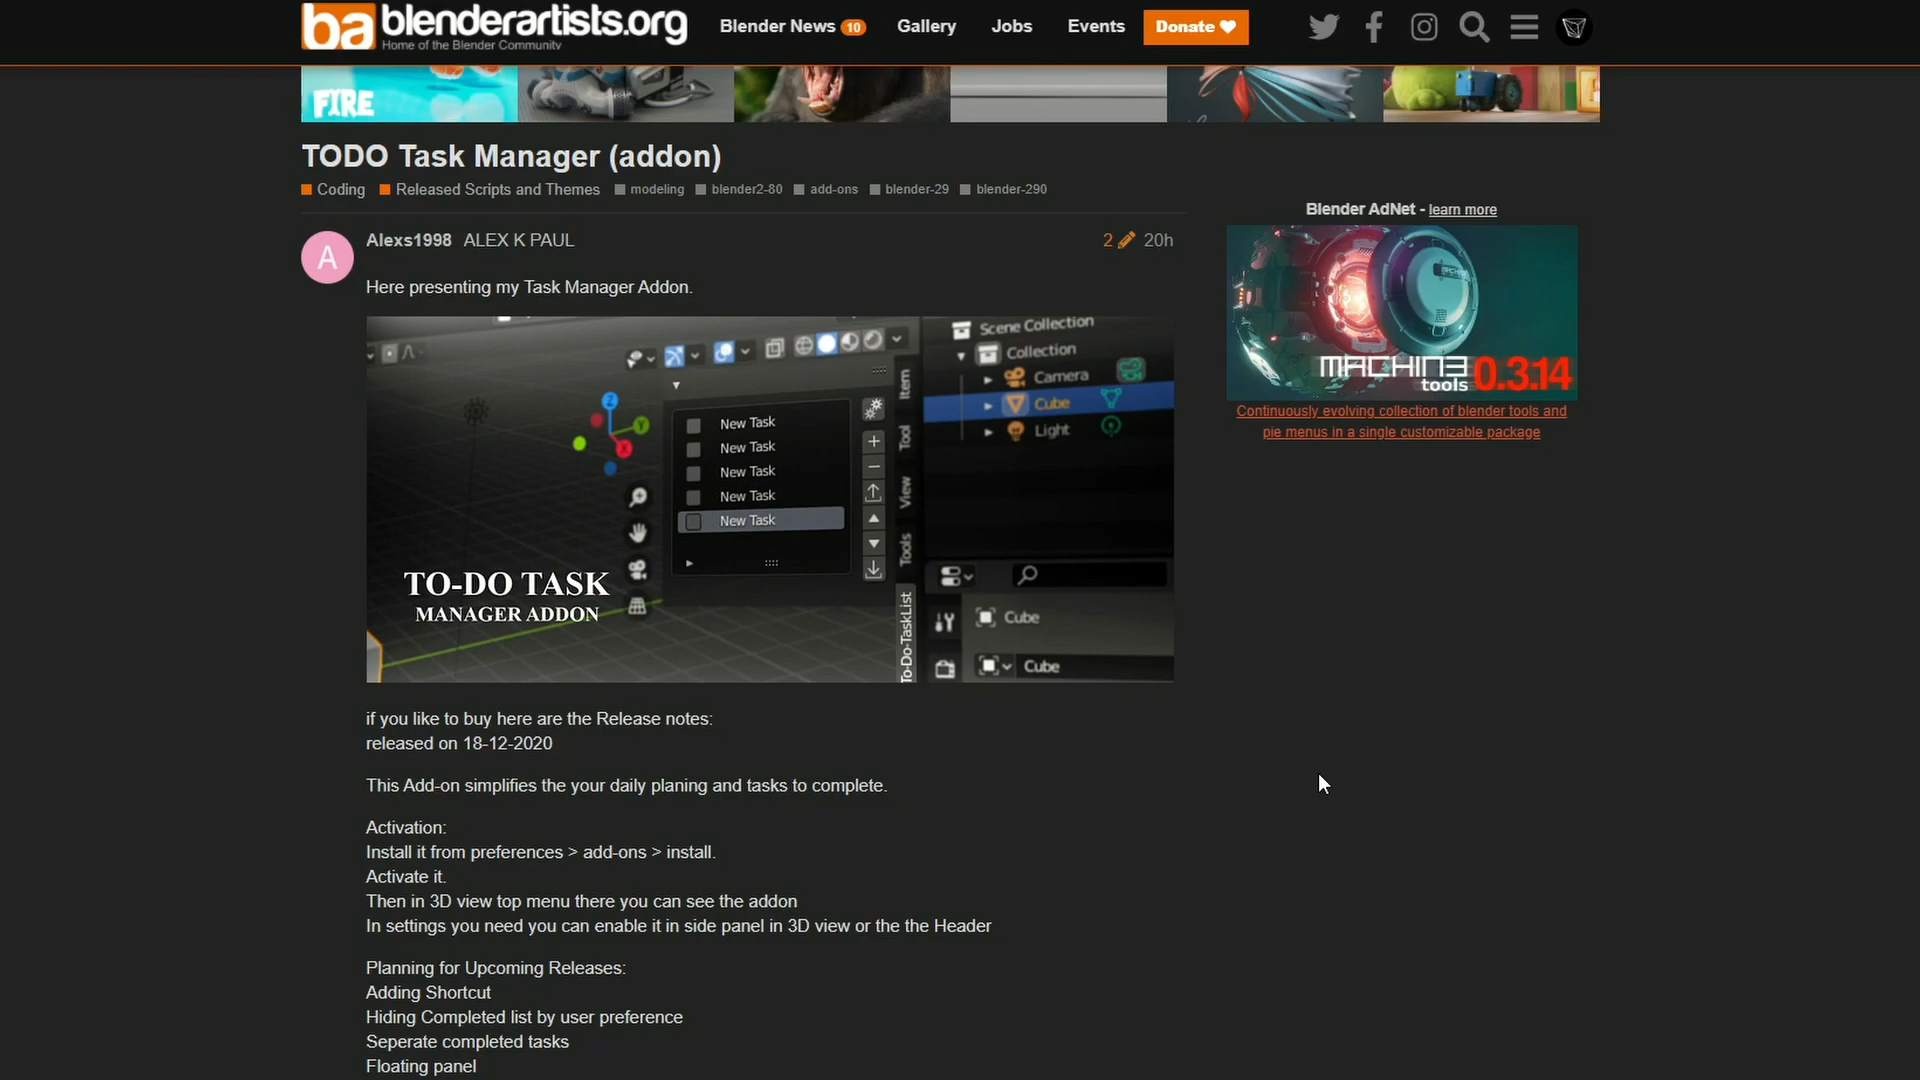 ba blenderartists.org
Home of the Blender Community
Blender News 10 Gallery Jobs Events Donate
FIRE
TODO Task Manager (addon)
Coding Released Scripts and Themes modeling blender2-80 add-ons blender-29 blender-290
Blender AdNet - learn more
A
Alexs1998 ALEX K PAUL 2 20h
Here presenting my Task Manager Addon.
Scene Collection
Collection
Camera
Cube
Light
Item
Tool
View
Tools
To-Do-TaskList
Z
Y
X
New Task
New Task
New Task
New Task
New Task
TO-DO TASK
MANAGER ADDON
Cube
Cube
MACHIN3
tools
0.3.14
Continuously evolving collection of blender tools and
pie menus in a single customizable package
if you like to buy here are the Release notes:
released on 18-12-2020
This Add-on simplifies the your daily planing and tasks to complete.
Activation:
Install it from preferences > add-ons > install.
Activate it.
Then in 3D view top menu there you can see the addon
In settings you need you can enable it in side panel in 3D view or the the Header
Planning for Upcoming Releases:
Adding Shortcut
Hiding Completed list by user preference
Seperate completed tasks
Floating panel